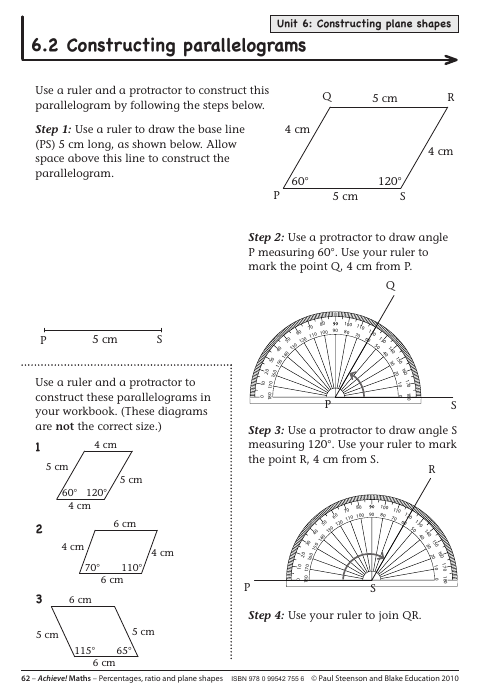 Unit 6: Constructing plane shapes
6.2 Constructing parallelograms
Use a ruler and a protractor to construct this
parallelogram by following the steps below.
Step 1: Use a ruler to draw the base line
(PS) 5 cm long, as shown below. Allow
space above this line to construct the
parallelogram.
Q
5 cm
R
4 cm
4 cm
60°
120°
P
5 cm
S
Step 2: Use a protractor to draw angle
P measuring 60°. Use your ruler to
mark the point Q, 4 cm from P.
Q
P
S
P
5 cm
S
Step 3: Use a protractor to draw angle S
measuring 120°. Use your ruler to mark
the point R, 4 cm from S.
R
P
S
Step 4: Use your ruler to join QR.
Use a ruler and a protractor to
construct these parallelograms in
your workbook. (These diagrams
are not the correct size.)
1
4 cm
5 cm
5 cm
60° 120°
4 cm
2
6 cm
4 cm
4 cm
70° 110°
6 cm
3
6 cm
5 cm
5 cm
115° 65°
6 cm
62 – Achieve! Maths – Percentages, ratio and plane shapes ISBN 978 0 99542 755 6 © Paul Steenson and Blake Education 2010